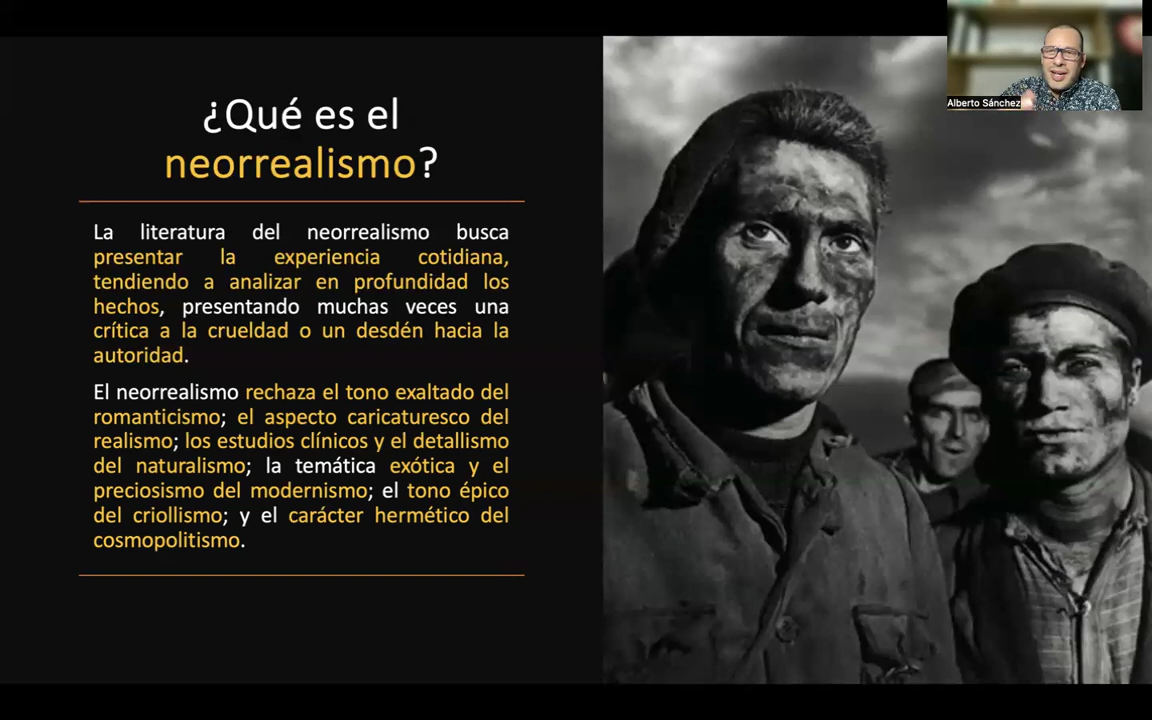 ¿Qué es el
neorrealismo?
La literatura del neorrealismo busca
presentar la experiencia cotidiana,
tendiendo a analizar en profundidad los
hechos, presentando muchas veces una
crítica a la crueldad o un desdén hacia la
autoridad.
El neorrealismo rechaza el tono exaltado del
romanticismo; el aspecto caricaturesco del
realismo; los estudios clínicos y el detallismo
del naturalismo; la temática exótica y el
preciosismo del modernismo; el tono épico
del criollismo; y el carácter hermético del
cosmopolitismo.
Alberto Sánchez